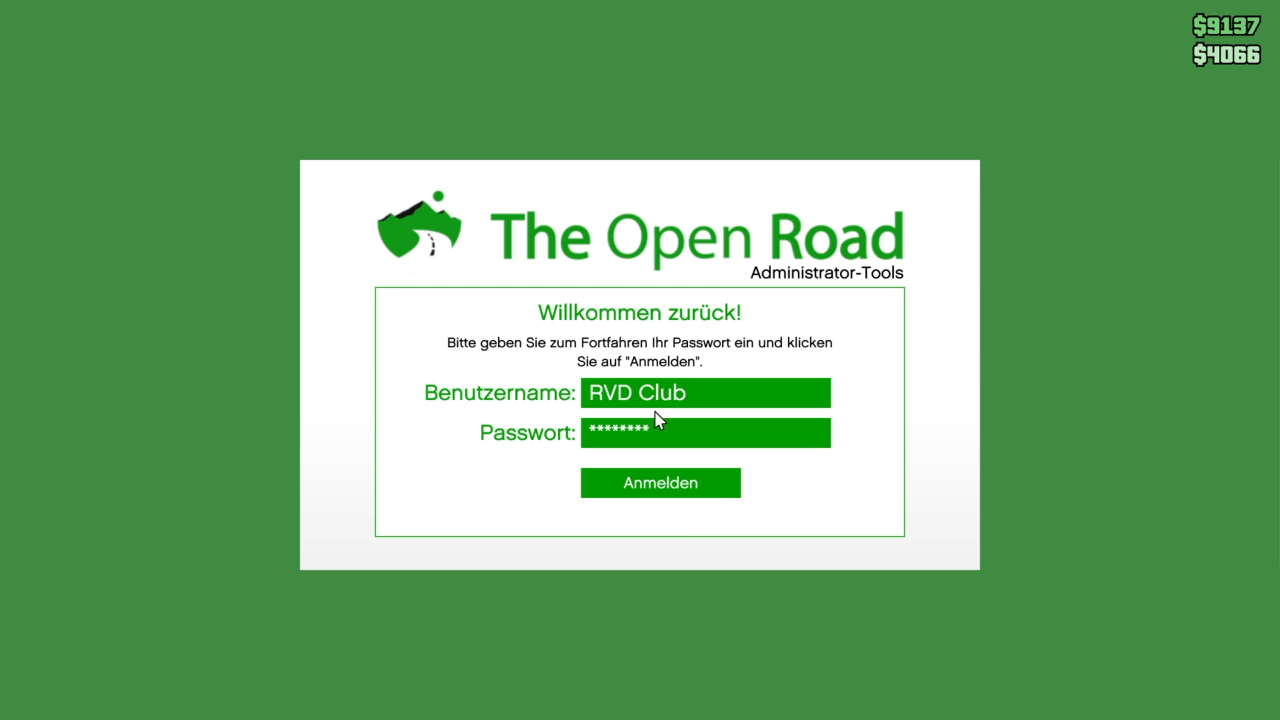 $9137
$4066
The Open Road
Administrator-Tools
Willkommen zurück!
Bitte geben Sie zum Fortfahren Ihr Passwort ein und klicken
Sie auf "Anmelden".
Benutzername: RVD Club
Passwort: ********
Anmelden